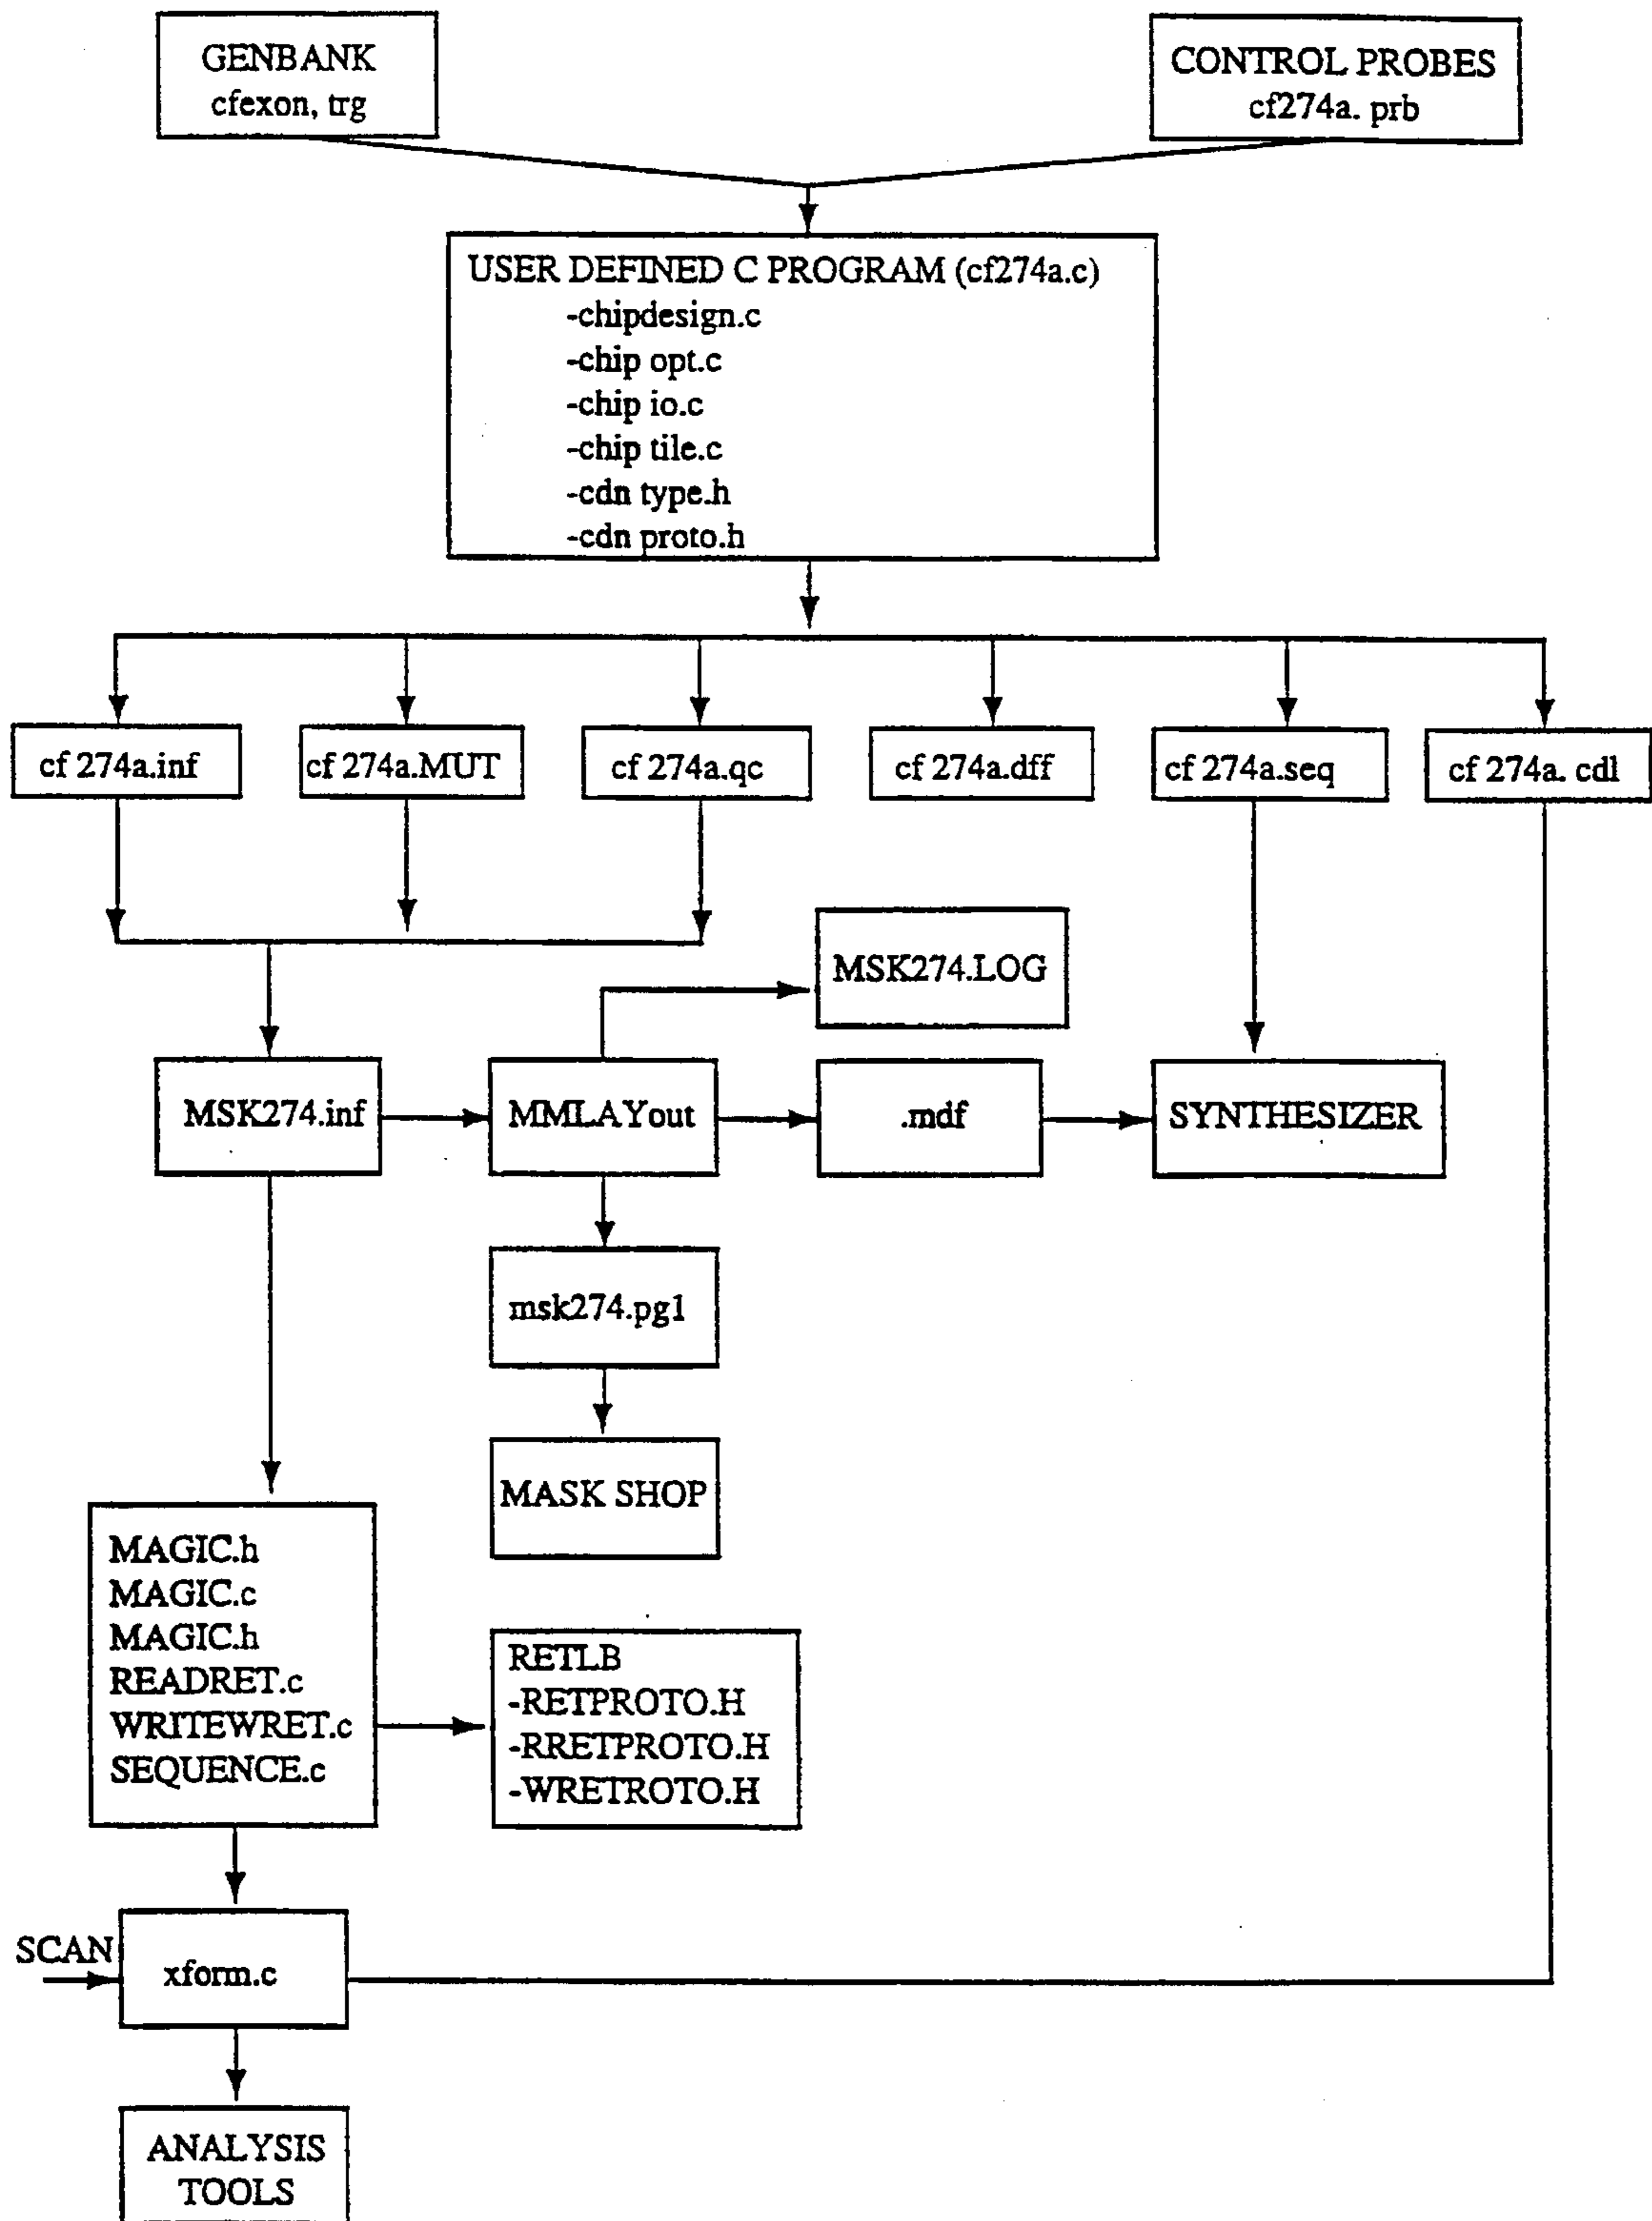 GENBANK
cfexon, trg
CONTROL PROBES
cf274a. prb
USER DEFINED C PROGRAM (cf274a.c)
-chipdesign.c
-chip opt.c
-chip io.c
-chip tile.c
-cdn type.h
-cdn proto.h
cf 274a.inf
cf 274a.MUT
cf 274a.qc
cf 274a.dff
cf 274a.seq
cf 274a. cdl
MSK274.LOG
MSK274.inf
MMLAYout
.mdf
SYNTHESIZER
msk274.pg1
MASK SHOP
MAGIC.h
MAGIC.c
MAGIC.h
READRET.c
WRITEWRET.c
SEQUENCE.c
RETLB
-RETPROTO.H
-RRETPROTO.H
-WRETROTO.H
SCAN
xform.c
ANALYSIS
TOOLS